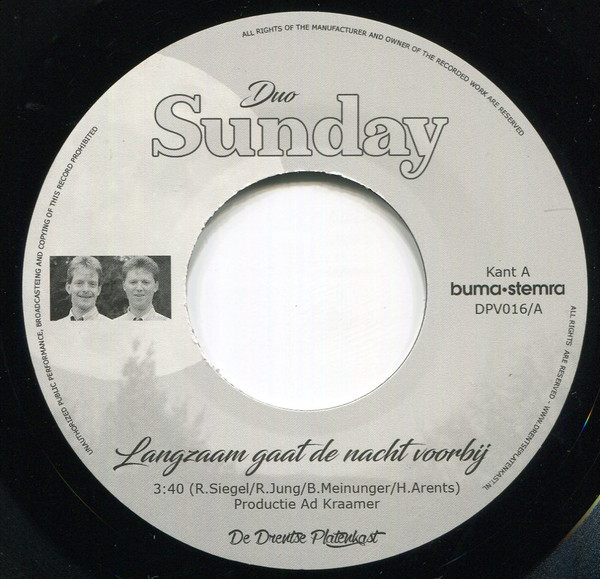 ALL RIGHTS OF THE MANUFACTURER AND OWNER OF THE RECORDED WORK ARE RESERVED
Duo
Sunday
UNAUTHORIZED PUBLIC PERFORMANCE, BROADCASTEING AND COPYING OF THIS RECORD PROHIBITED
Kant A
buma•stemra
DPV016/A
ALL RIGHTS ARE RESERVED - WWW.DRENTSEPLATENKAST.NL
Langzaam gaat de nacht voorbij
3:40 (R.Siegel/R.Jung/B.Meinunger/H.Arents)
Productie Ad Kraamer
De Drentse Platenkast